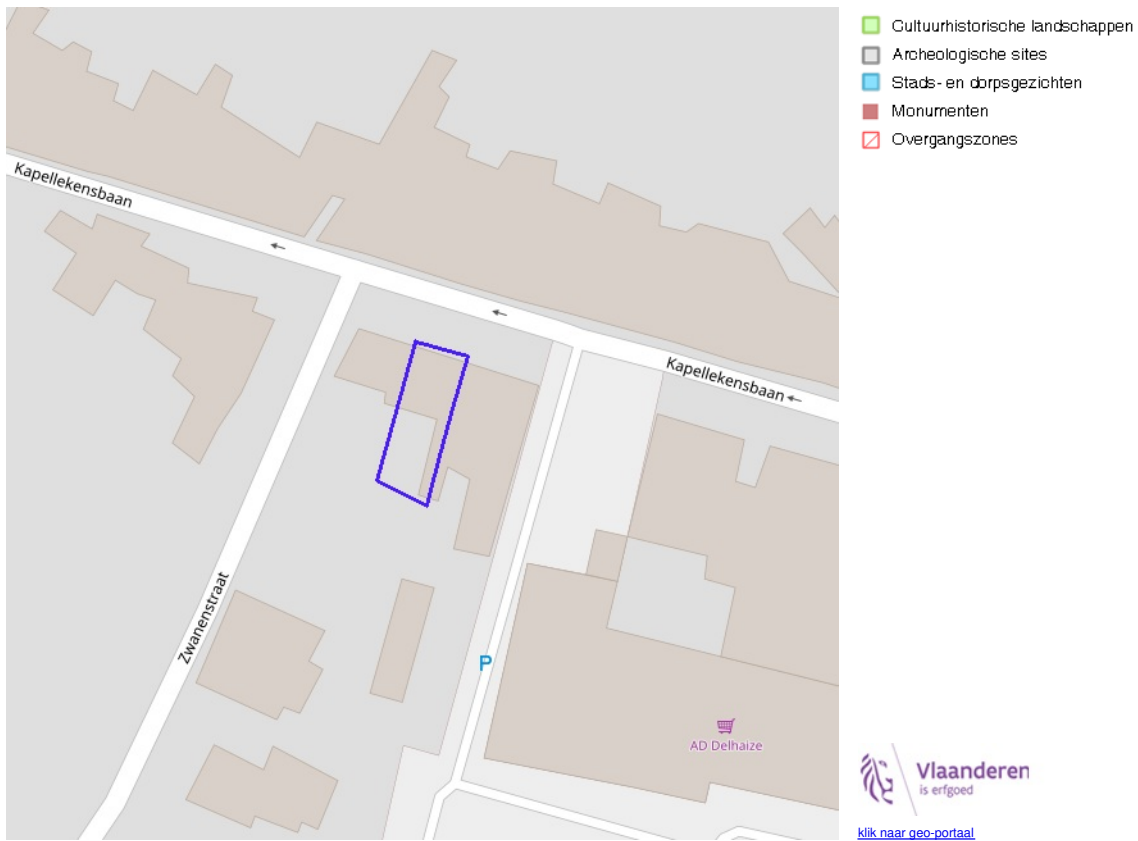 Kapellekensbaan
Kapellekensbaan
Zwanenstraat
P
AD Delhaize
Cultuurhistorische landschappen
Archeologische sites
Stads- en dorpsgezichten
Monumenten
Overgangszones
Vlaanderen
is erfgoed
klik naar geo-portaal